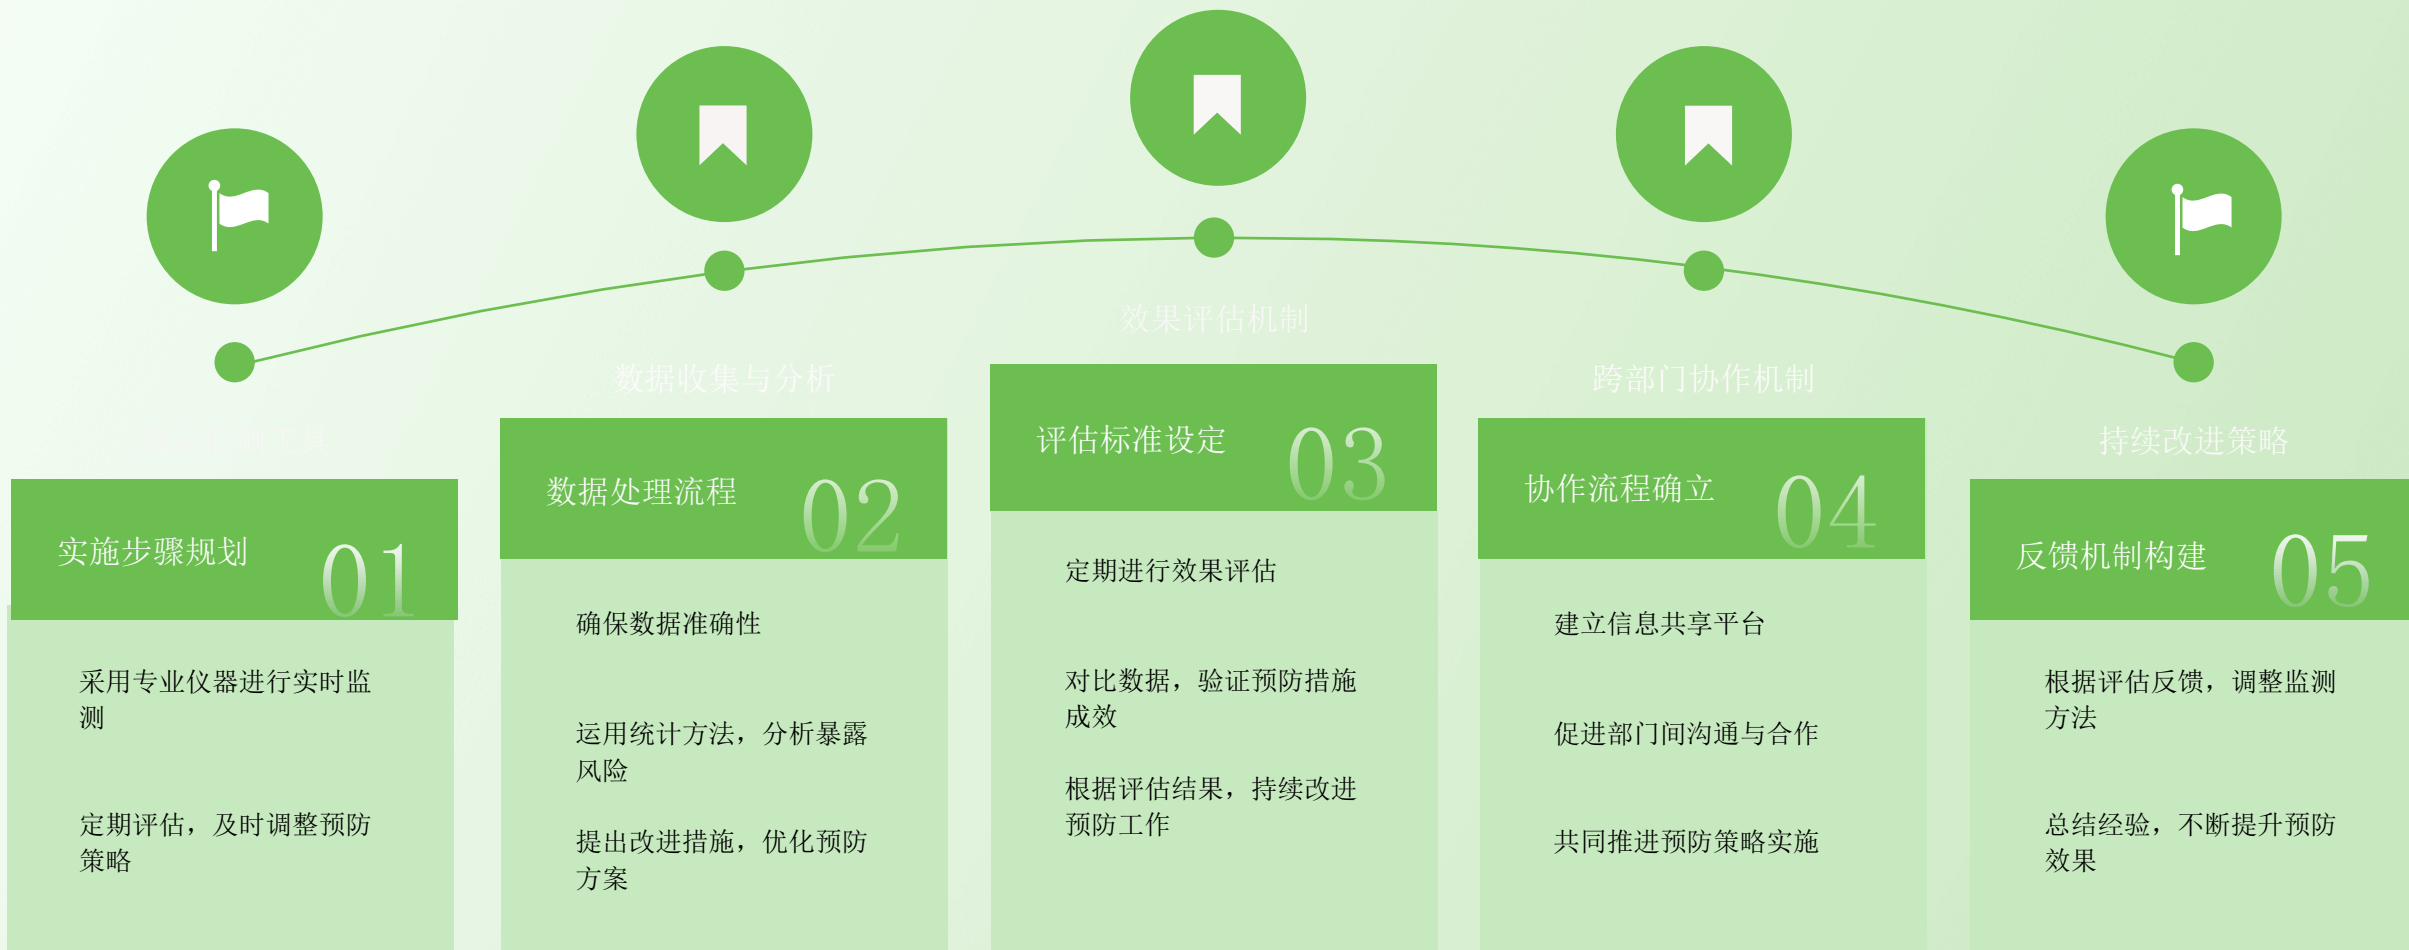 效果评估机制
数据收集与分析
跨部门协作机制
持续改进策略
实施步骤规划
01
采用专业仪器进行实时监
测
定期评估，及时调整预防
策略
数据处理流程
02
确保数据准确性
运用统计方法，分析暴露
风险
提出改进措施，优化预防
方案
评估标准设定
03
定期进行效果评估
对比数据，验证预防措施
成效
根据评估结果，持续改进
预防工作
协作流程确立
04
建立信息共享平台
促进部门间沟通与合作
共同推进预防策略实施
反馈机制构建
05
根据评估反馈，调整监测
方法
总结经验，不断提升预防
效果